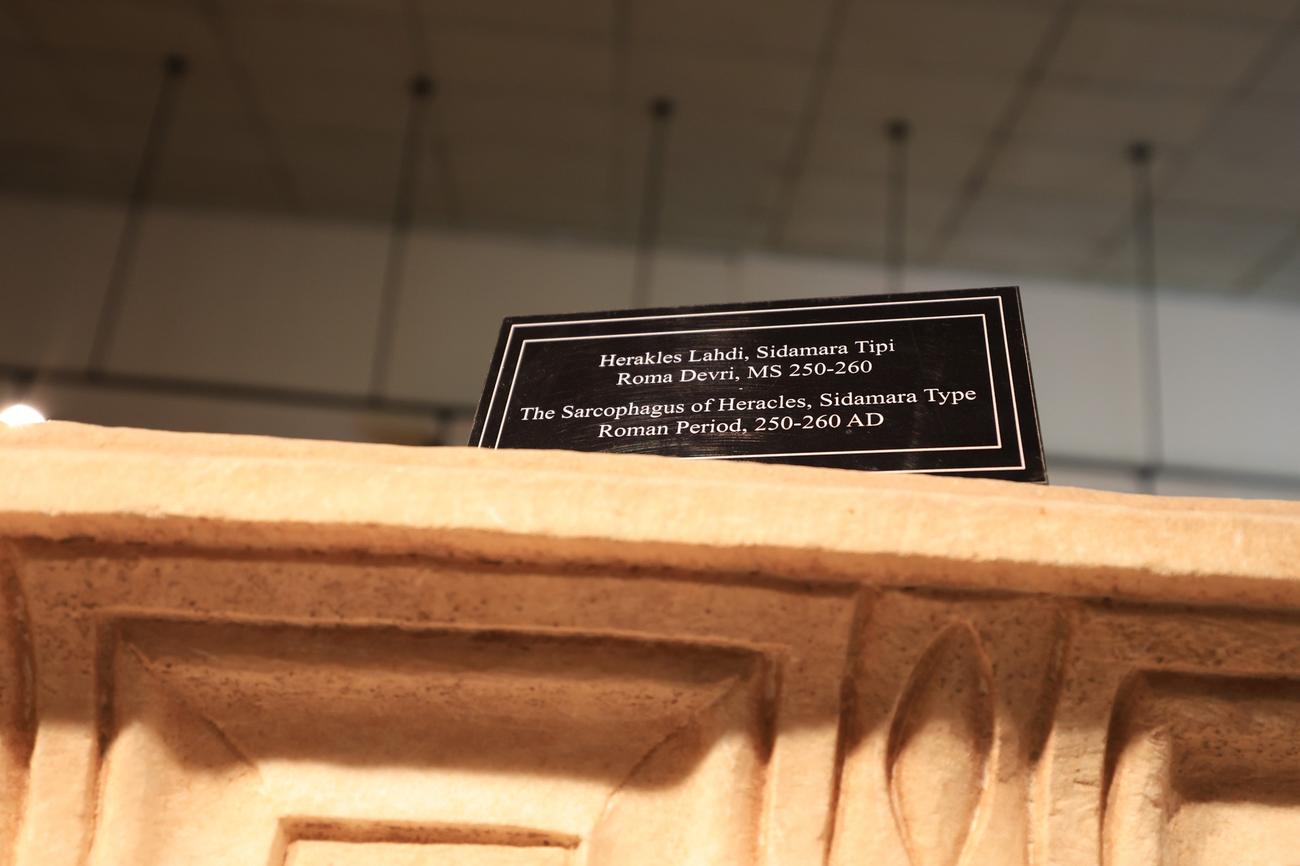 Herakles Lahdi, Sidamara Tipi
Roma Devri, MS 250-260
The Sarcophagus of Heracles, Sidamara Type
Roman Period, 250-260 AD